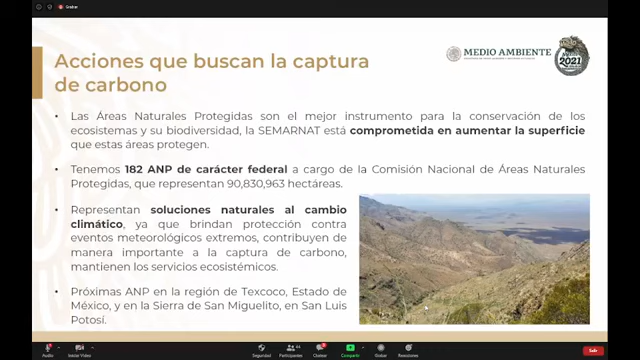 Grabar
Acciones que buscan la captura
de carbono
MEDIO AMBIENTE
2021
• Las Áreas Naturales Protegidas son el mejor instrumento para la conservación de los
ecosistemas y su biodiversidad, la SEMARNAT está comprometida en aumentar la superficie
que estas áreas protegen.
• Tenemos 182 ANP de carácter federal a cargo de la Comisión Nacional de Áreas Naturales
Protegidas, que representan 90,830,963 hectáreas.
• Representan soluciones naturales al cambio
climático, ya que brindan protección contra
eventos meteorológicos extremos, contribuyen de
manera importante a la captura de carbono,
mantienen los servicios ecosistémicos.
• Próximas ANP en la región de Texcoco, Estado de
México, y en la Sierra de San Miguelito, en San Luis
Potosí.
Audio Iniciar Video Seguridad Participantes Chatear Compartir Grabar Reacciones Salir